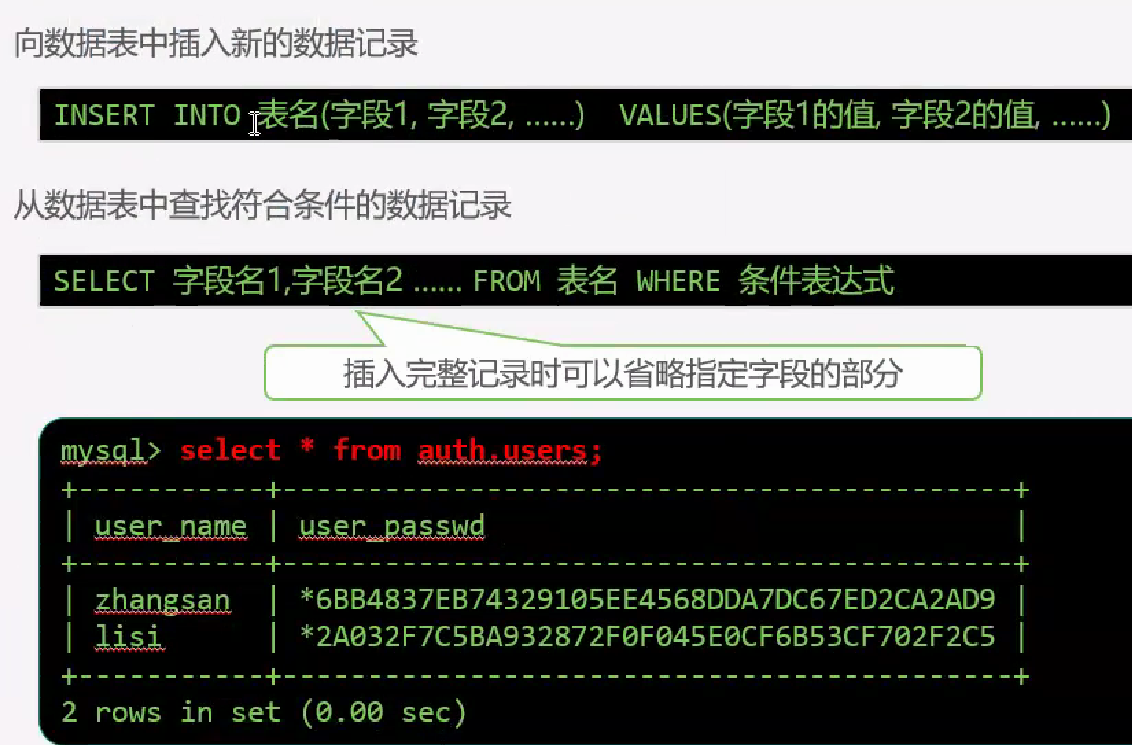 向数据表中插入新的数据记录
INSERT INTO 表名(字段1, 字段2, ……) VALUES(字段1的值, 字段2的值, ……)
从数据表中查找符合条件的数据记录
SELECT 字段名1,字段名2 …… FROM 表名 WHERE 条件表达式
插入完整记录时可以省略指定字段的部分
mysql> select * from auth.users;
+-----------+-------------------------------------------+
| user_name | user_passwd |
+-----------+-------------------------------------------+
| zhangsan | *6BB4837EB74329105EE4568DDA7DC67ED2CA2AD9 |
| lisi | *2A032F7C5BA932872F0F045E0CF6B53CF702F2C5 |
+-----------+-------------------------------------------+
2 rows in set (0.00 sec)